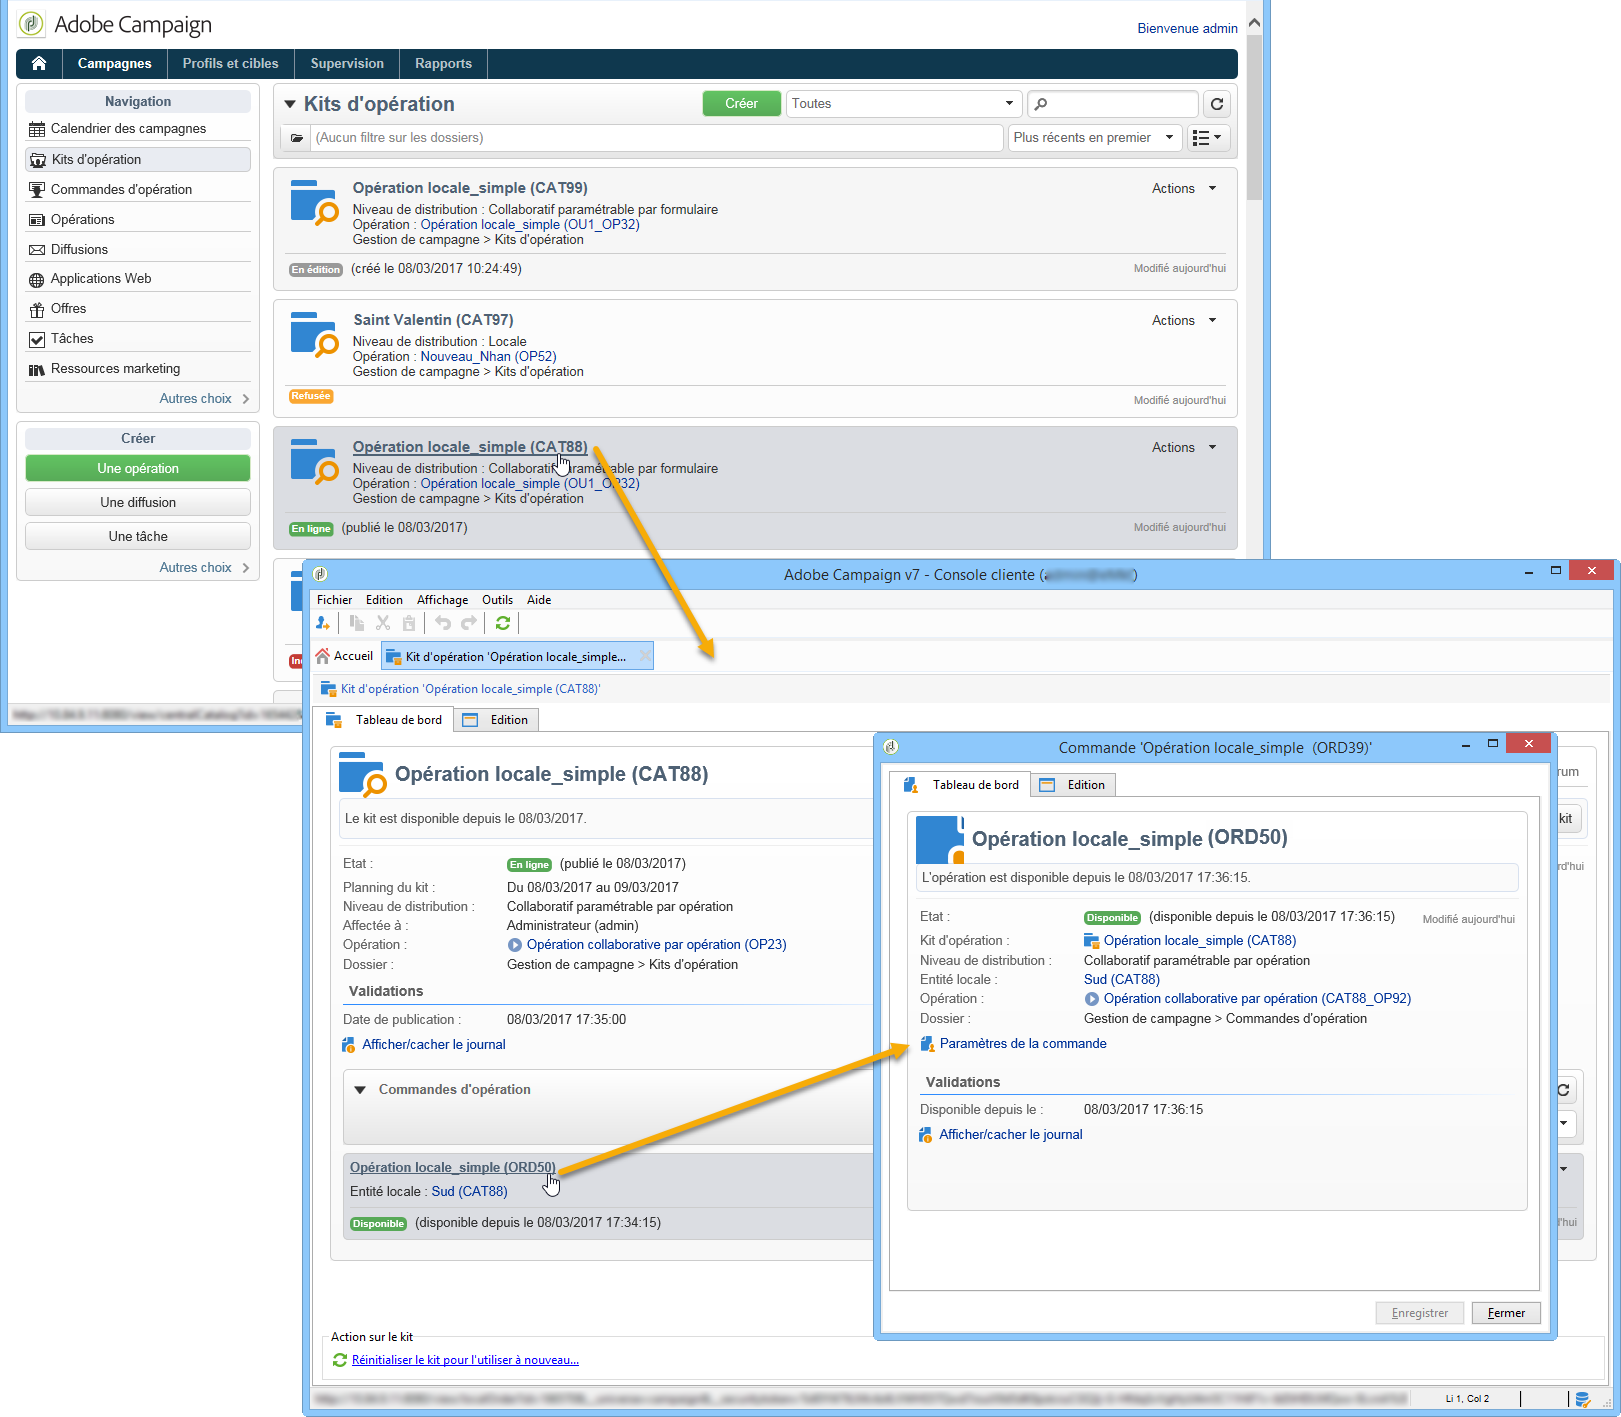 Adobe Campaign
Bienvenue admin
Campagnes Profils et cibles Supervision Rapports
Navigation
Calendrier des campagnes
Kits d'opération
Commandes d'opération
Opérations
Diffusions
Applications Web
Offres
Tâches
Ressources marketing
Autres choix
Créer
Une opération
Une diffusion
Une tâche
Autres choix
Kits d'opération
Créer
Toutes
(Aucun filtre sur les dossiers)
Plus récents en premier
Opération locale_simple (CAT99)
Actions
Niveau de distribution : Collaboratif paramétrable par formulaire
Opération : Opération locale_simple (OU1_OP32)
Gestion de campagne > Kits d'opération
En édition (créé le 08/03/2017 10:24:49)
Modifié aujourd'hui
Saint Valentin (CAT97)
Actions
Niveau de distribution : Locale
Opération : Nouveau_Nhan (OP52)
Gestion de campagne > Kits d'opération
Refusée
Modifié aujourd'hui
Opération locale_simple (CAT88)
Actions
Niveau de distribution : Collaboratif paramétrable par formulaire
Opération : Opération locale_simple (OU1_OP32)
Gestion de campagne > Kits d'opération
En ligne (publié le 08/03/2017)
Modifié aujourd'hui
Adobe Campaign v7 - Console cliente (
Fichier Edition Affichage Outils Aide
Accueil
Kit d'opération 'Opération locale_simple...
Kit d'opération 'Opération locale_simple (CAT88)'
Tableau de bord
Edition
Opération locale_simple (CAT88)
Le kit est disponible depuis le 08/03/2017.
Etat : En ligne (publié le 08/03/2017)
Planning du kit : Du 08/03/2017 au 09/03/2017
Niveau de distribution : Collaboratif paramétrable par opération
Affectée à : Administrateur (admin)
Opération : Opération collaborative par opération (OP23)
Dossier : Gestion de campagne > Kits d'opération
Validations
Date de publication : 08/03/2017 17:35:00
Afficher/cacher le journal
Commandes d'opération
Opération locale_simple (ORD50)
Entité locale : Sud (CAT88)
Disponible (disponible depuis le 08/03/2017 17:34:15)
Action sur le kit
Réinitialiser le kit pour l'utiliser à nouveau...
Li 1, Col 2
rum
kit
rd'hui
'hui
Commande 'Opération locale_simple (ORD39)'
Tableau de bord
Edition
Opération locale_simple (ORD50)
L'opération est disponible depuis le 08/03/2017 17:36:15.
Etat : Disponible (disponible depuis le 08/03/2017 17:36:15)
Modifié aujourd'hui
Kit d'opération : Opération locale_simple (CAT88)
Niveau de distribution : Collaboratif paramétrable par opération
Entité locale : Sud (CAT88)
Opération : Opération collaborative par opération (CAT88_OP92)
Dossier : Gestion de campagne > Commandes d'opération
Paramètres de la commande
Validations
Disponible depuis le : 08/03/2017 17:36:15
Afficher/cacher le journal
Enregistrer
Fermer